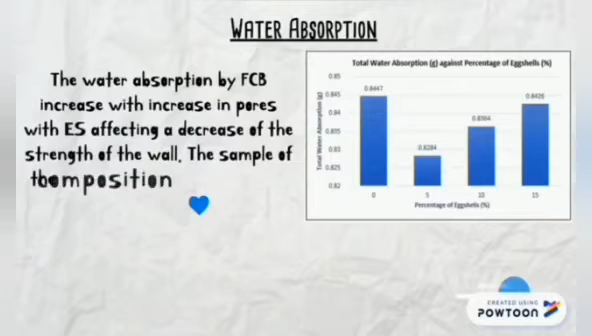 WATER ABSORPTION
The water absorption by FCB
increase with increase in pores
with ES affecting a decrease of the
strength of the wall. The sample of
composition
Total Water Absorption (g) against Percentage of Eggshells (%)
Total Water Absorption (g)
0.85
0.845
0.84
0.835
0.83
0.825
0.82
0.8447
0.8284
0.8364
0.8426
0
5
10
15
Percentage of Eggshells (%)
CREATED USING
POWTOON